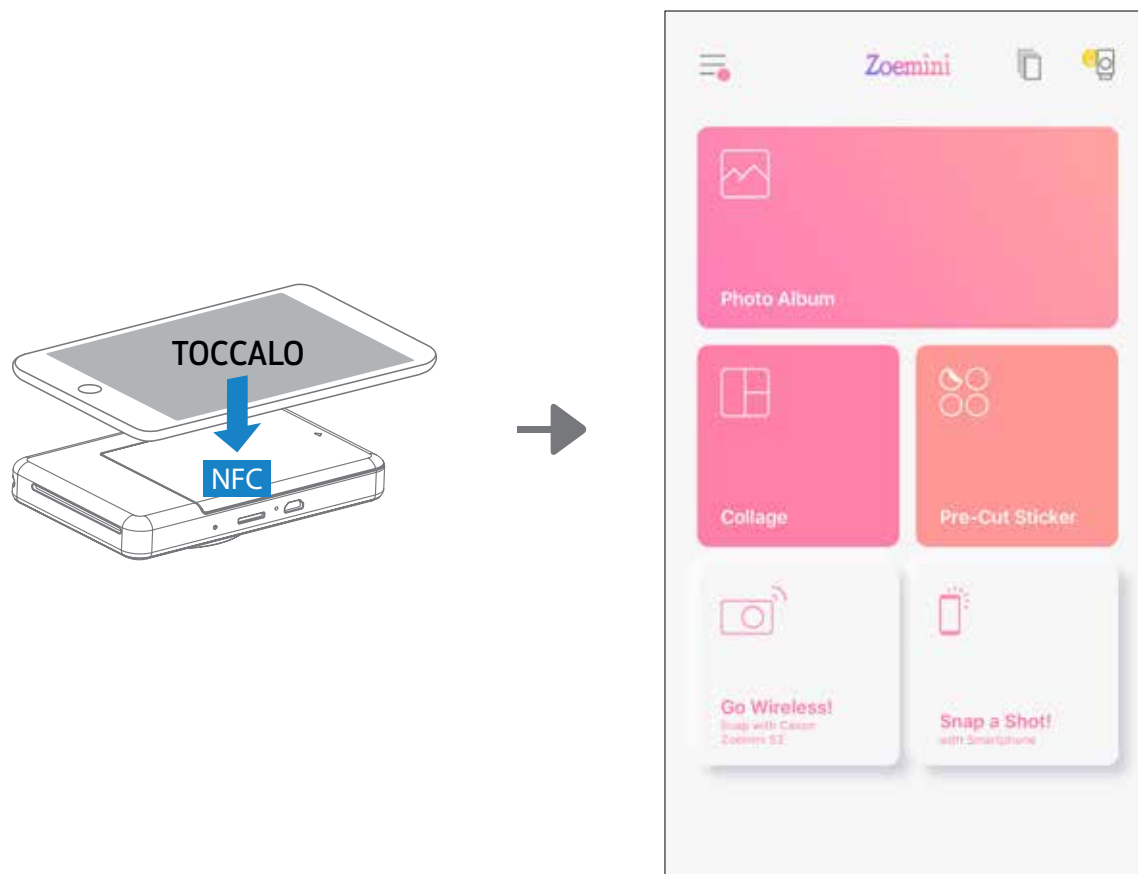 TOCCALO
NFC
Zoemini
Photo Album
Collage
Pre-Cut Sticker
Go Wireless!
Snap with Canon
Zoemini S2
Snap a Shot!
with Smartphone